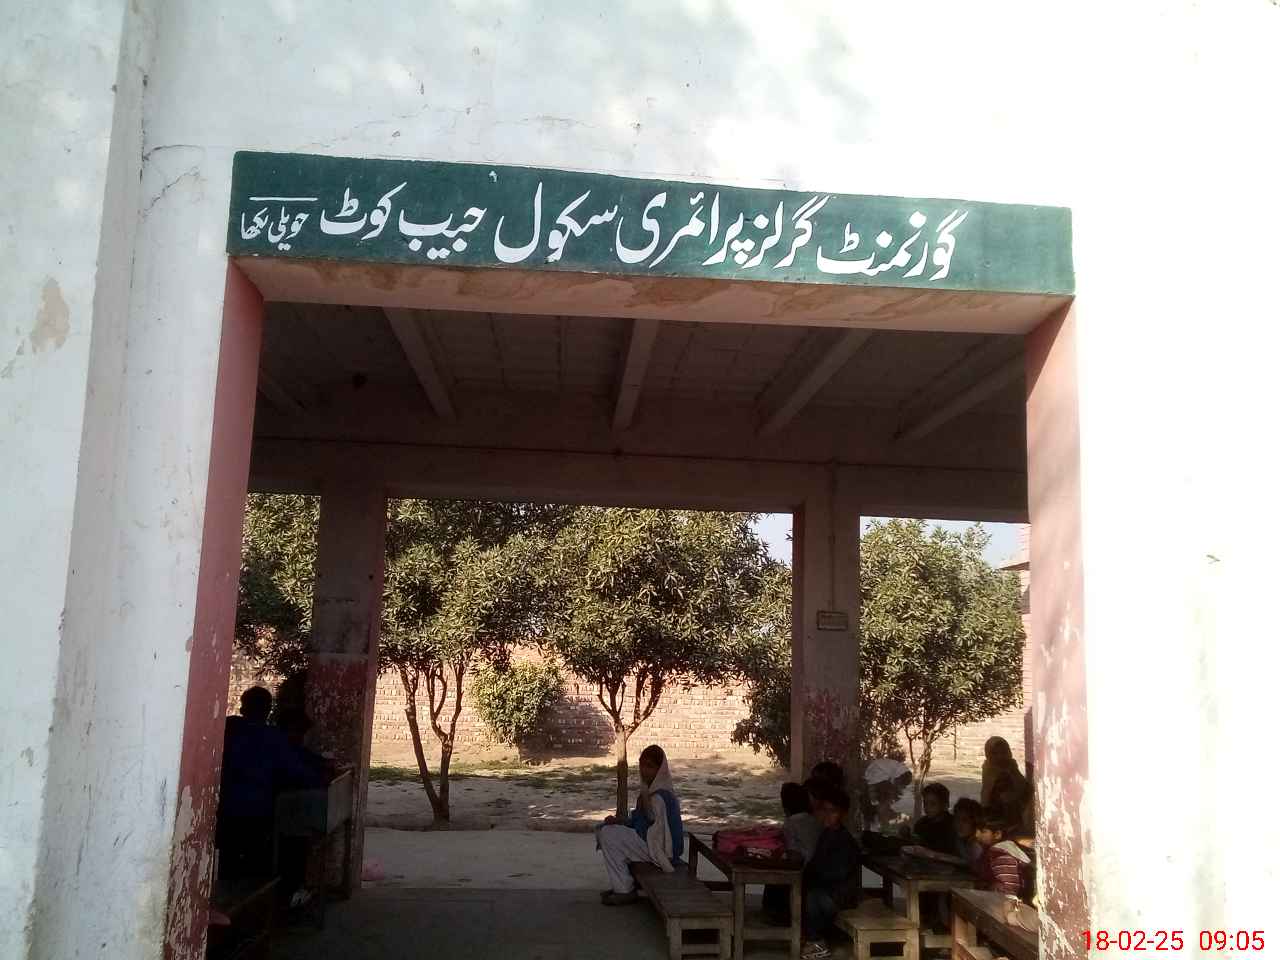 گورنمنٹ گرلز پرائمری سکول حبیب کوٹ حویلی لکھا
18-02-25 09:05